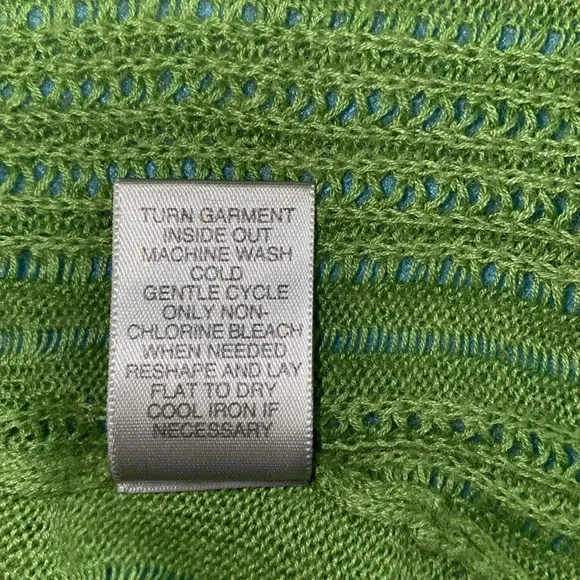 TURN GARMENT
INSIDE OUT
MACHINE WASH
COLD
GENTLE CYCLE
ONLY NON-
CHLORINE BLEACH
WHEN NEEDED
RESHAPE AND LAY
FLAT TO DRY
COOL IRON IF
NECESSARY